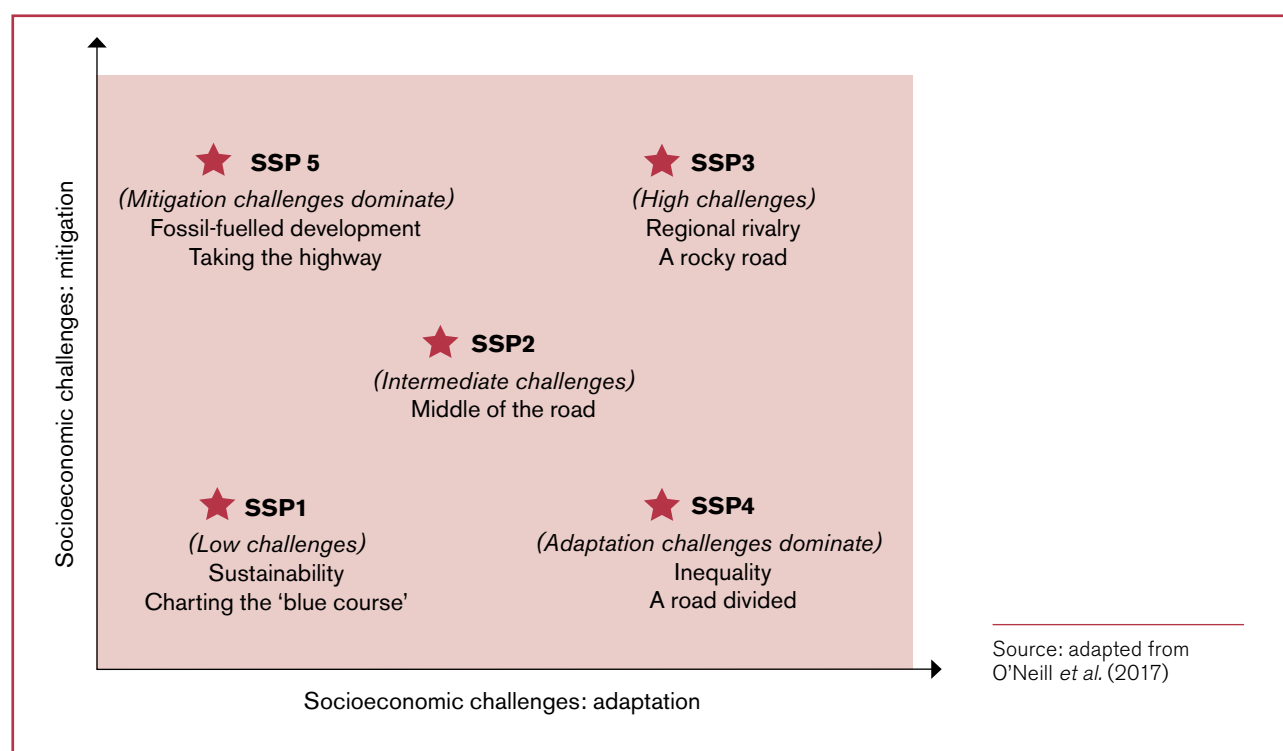 Socioeconomic challenges: mitigation
SSP 5
(Mitigation challenges dominate)
Fossil-fuelled development
Taking the highway
SSP3
(High challenges)
Regional rivalry
A rocky road
SSP2
(Intermediate challenges)
Middle of the road
SSP1
(Low challenges)
Sustainability
Charting the ‘blue course’
SSP4
(Adaptation challenges dominate)
Inequality
A road divided
Socioeconomic challenges: adaptation
Source: adapted from
O’Neill et al. (2017)